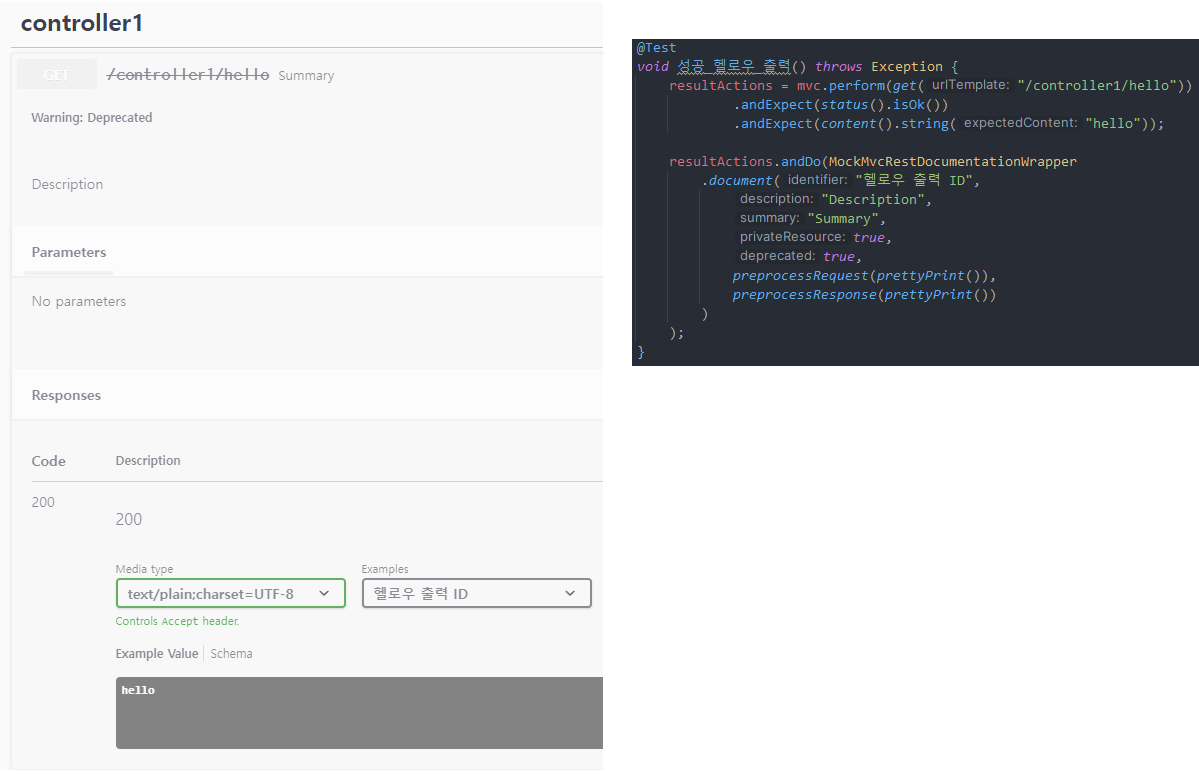 controller1
GET /controller1/hello Summary
Warning: Deprecated
Description
Parameters
No parameters
Responses
Code Description
200
200
Media type Examples
text/plain;charset=UTF-8 헬로우 출력 ID
Controls Accept header.
Example Value Schema
hello
@Test
void 성공_헬로우_출력() throws Exception {
resultActions = mvc.perform(get( urlTemplate: "/controller1/hello"))
.andExpect(status().isOk())
.andExpect(content().string( expectedContent: "hello"));
resultActions.andDo(MockMvcRestDocumentationWrapper
.document( identifier: "헬로우 출력 ID",
description: "Description",
summary: "Summary",
privateResource: true,
deprecated: true,
preprocessRequest(prettyPrint()),
preprocessResponse(prettyPrint())
)
);
}